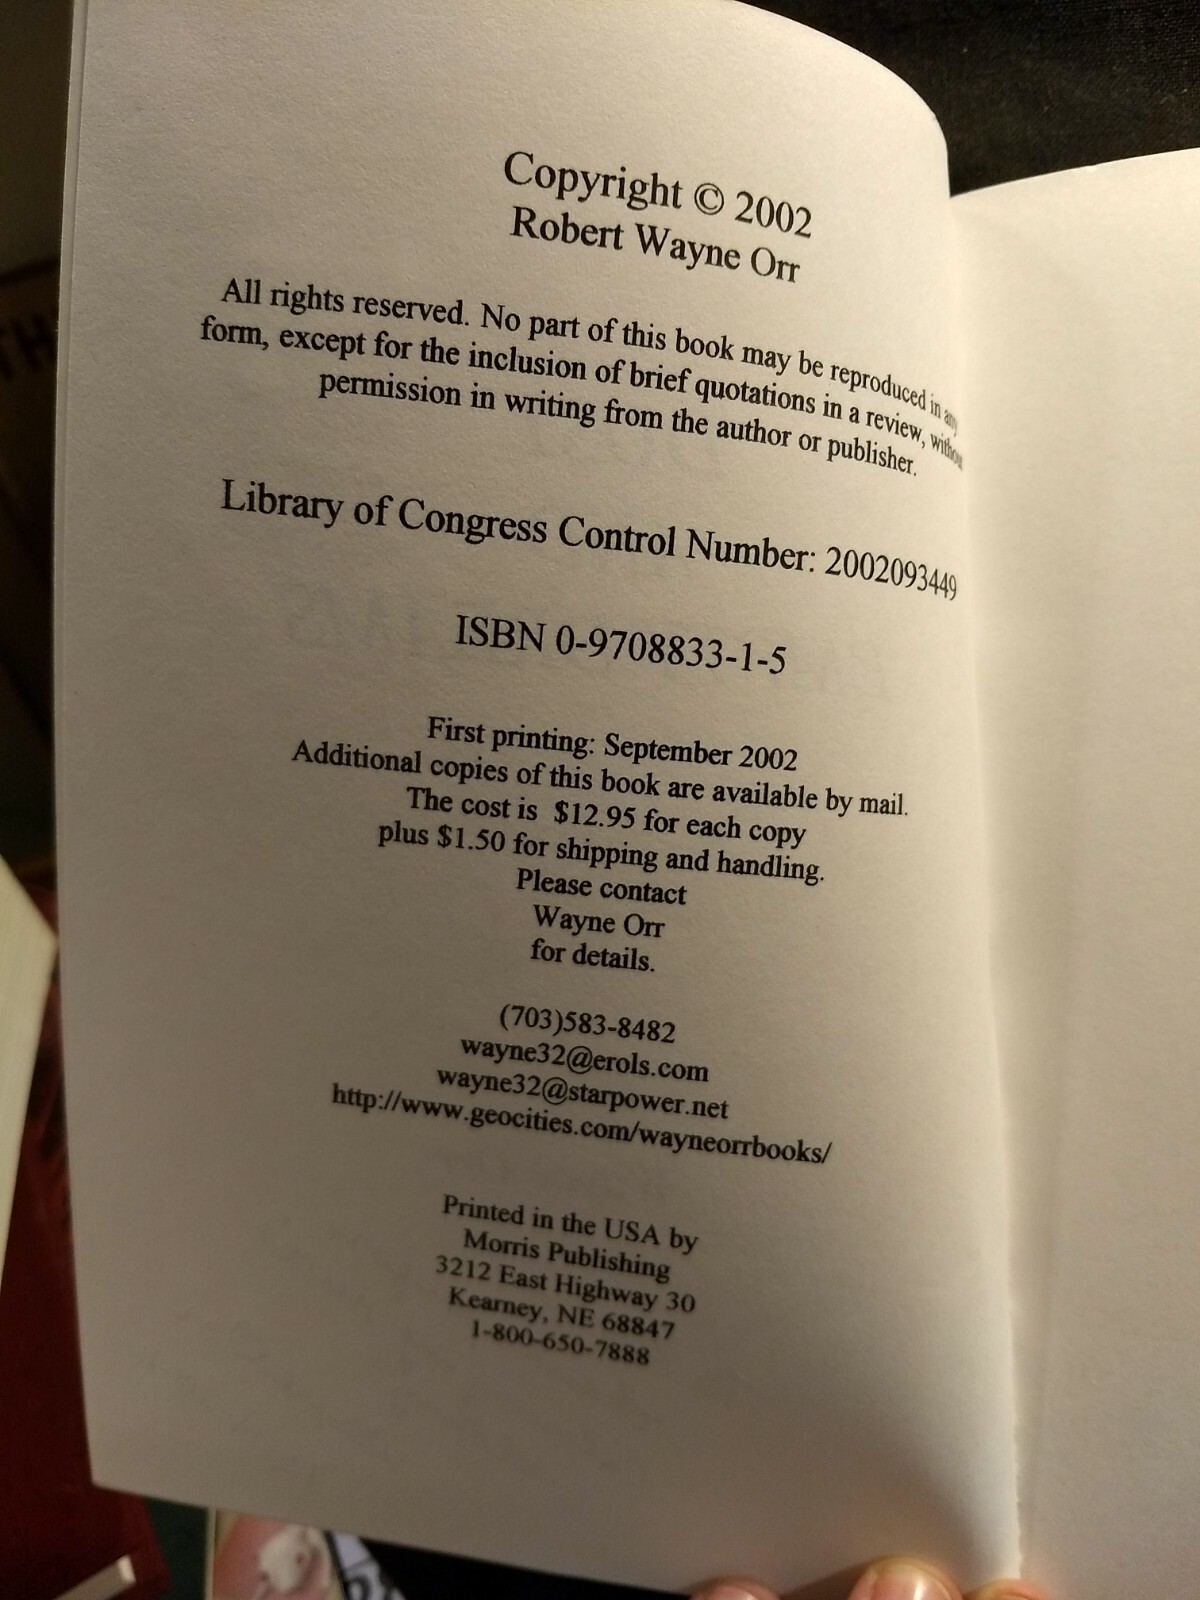 Copyright © 2002
Robert Wayne Orr
All rights reserved. No part of this book may be reproduced in any
form, except for the inclusion of brief quotations in a review, without
permission in writing from the author or publisher.
Library of Congress Control Number: 2002093449
ISBN 0-9708833-1-5
First printing: September 2002
Additional copies of this book are available by mail.
The cost is $12.95 for each copy
plus $1.50 for shipping and handling.
Please contact
Wayne Orr
for details.
(703)583-8482
wayne32@erols.com
wayne32@starpower.net
http://www.geocities.com/wayneorrbooks/
Printed in the USA by
Morris Publishing
3212 East Highway 30
Kearney, NE 68847
1-800-650-7888